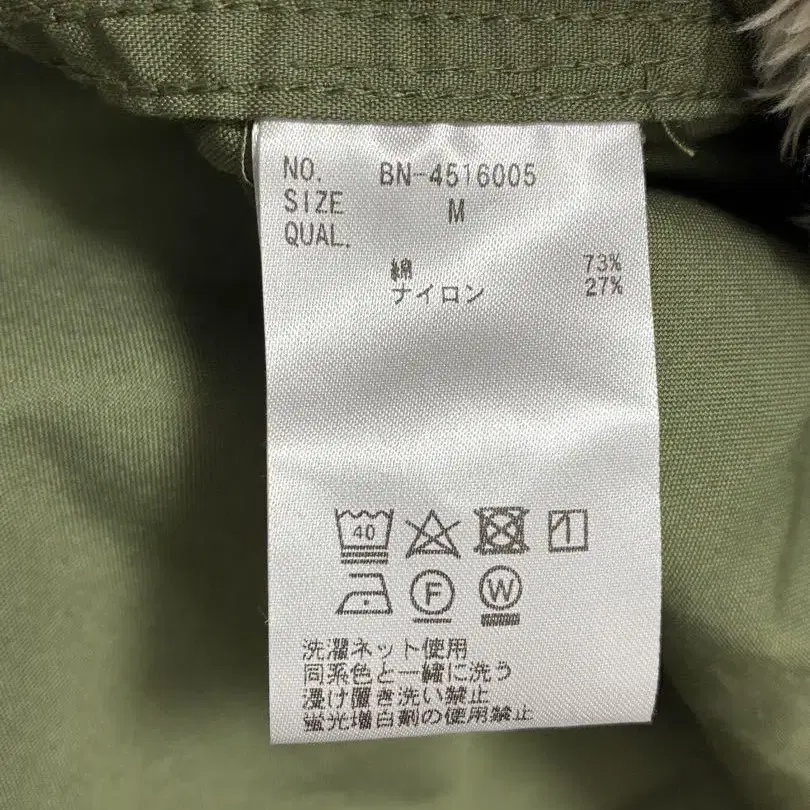 NO. BN-4516005
SIZE M
QUAL.
綿 73%
ナイロン 27%
40
F W
洗濯ネット使用
同系色と一緒に洗う
浸け置き洗い禁止
蛍光増白剤の使用禁止